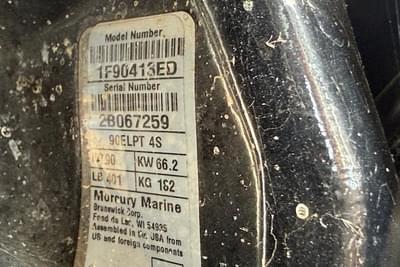 Model Number
1F90413ED
Serial Number
2B067259
90ELPT 4S
HP 90 KW 66.2
LB 401 KG 182
Mercury Marine
Brunswick Corp.
Fond du Lac, WI 54935
Assembled in the USA from
US and foreign components